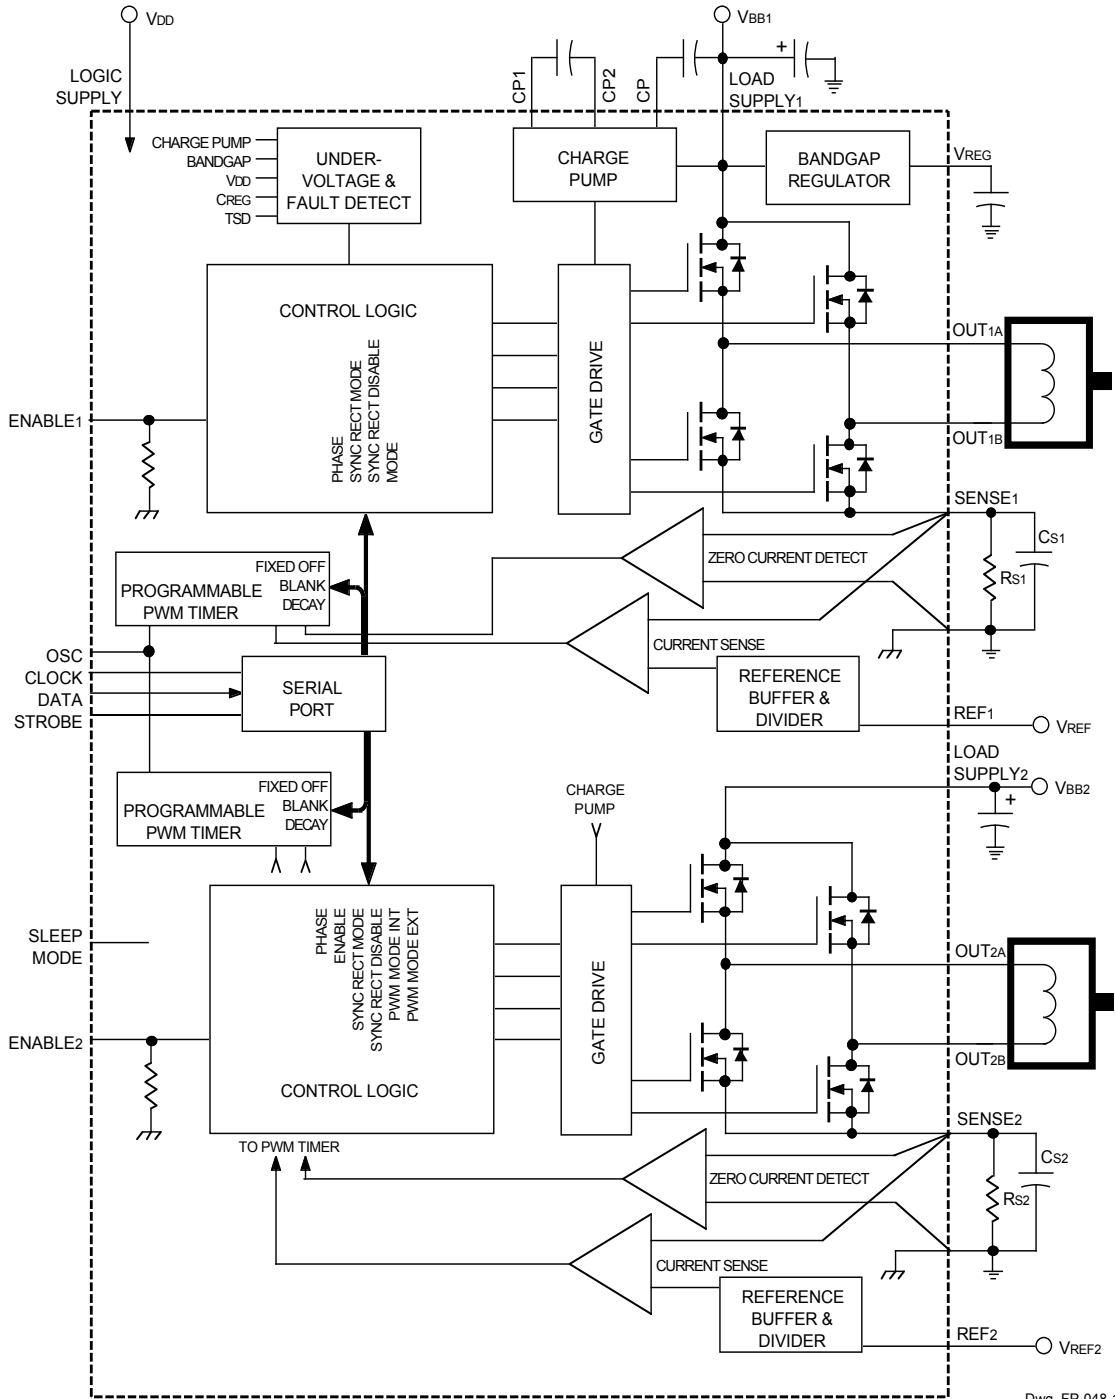 VDD
VBB1
LOGIC
SUPPLY
CP1
CP2
CP
+
LOAD
SUPPLY1
CHARGE PUMP
BANDGAP
VDD
CREG
TSD
UNDER-
VOLTAGE &
FAULT DETECT
CHARGE
PUMP
BANDGAP
REGULATOR
VREG
CONTROL LOGIC
PHASE
SYNC RECT MODE
SYNC RECT DISABLE
MODE
GATE DRIVE
OUT1A
OUT1B
ENABLE1
SENSE1
CS1
RS1
ZERO CURRENT DETECT
FIXED OFF
BLANK
DECAY
PROGRAMMABLE
PWM TIMER
CURRENT SENSE
OSC
CLOCK
DATA
STROBE
SERIAL
PORT
REFERENCE
BUFFER &
DIVIDER
REF1
VREF
LOAD
SUPPLY2
VBB2
+
FIXED OFF
BLANK
DECAY
PROGRAMMABLE
PWM TIMER
CHARGE
PUMP
PHASE
ENABLE
SYNC RECT MODE
SYNC RECT DISABLE
PWM MODE INT
PWM MODE EXT
CONTROL LOGIC
GATE DRIVE
SLEEP
MODE
OUT2A
OUT2B
ENABLE2
SENSE2
CS2
RS2
TO PWM TIMER
ZERO CURRENT DETECT
CURRENT SENSE
REFERENCE
BUFFER &
DIVIDER
REF2
VREF2